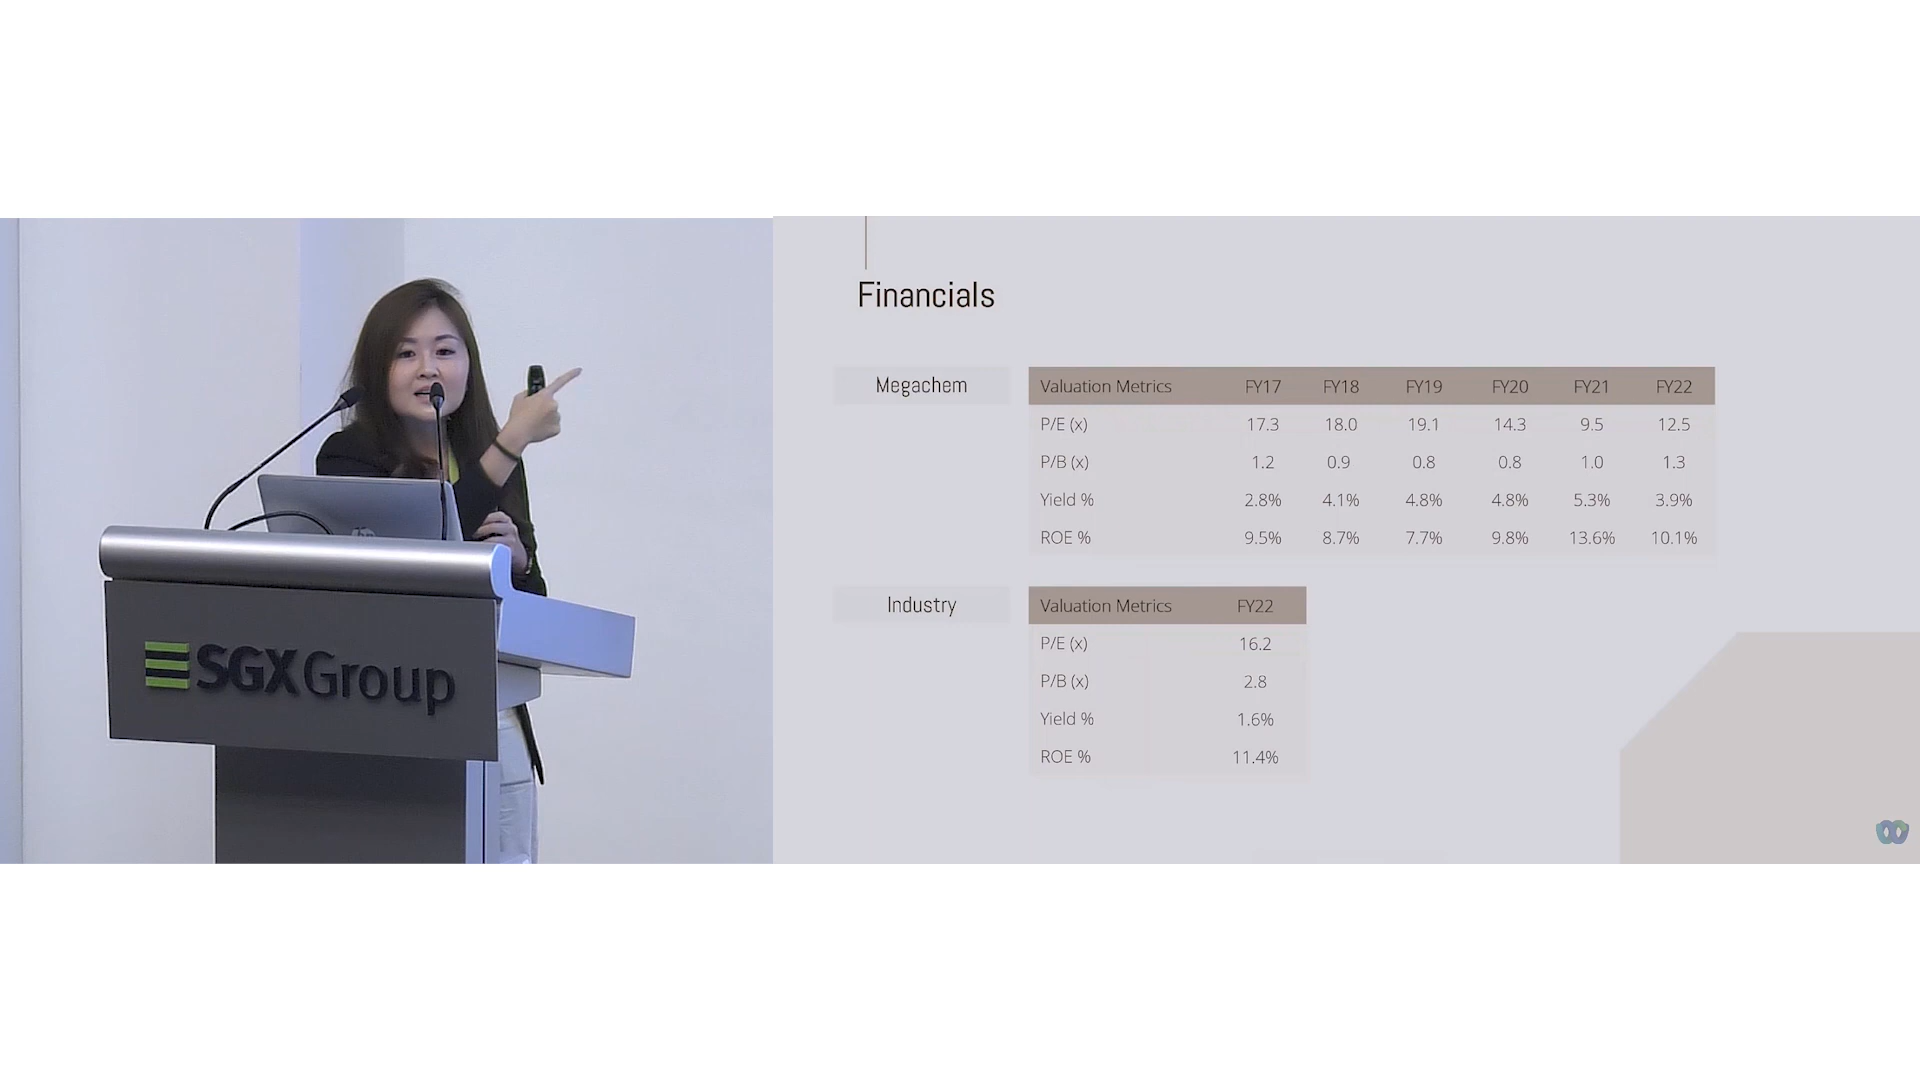 Financials
Megachem
Valuation Metrics FY17 FY18 FY19 FY20 FY21 FY22
P/E (x) 17.3 18.0 19.1 14.3 9.5 12.5
P/B (x) 1.2 0.9 0.8 0.8 1.0 1.3
Yield % 2.8% 4.1% 4.8% 4.8% 5.3% 3.9%
ROE % 9.5% 8.7% 7.7% 9.8% 13.6% 10.1%
Industry
Valuation Metrics FY22
P/E (x) 16.2
P/B (x) 2.8
Yield % 1.6%
ROE % 11.4%
SGX Group
hp